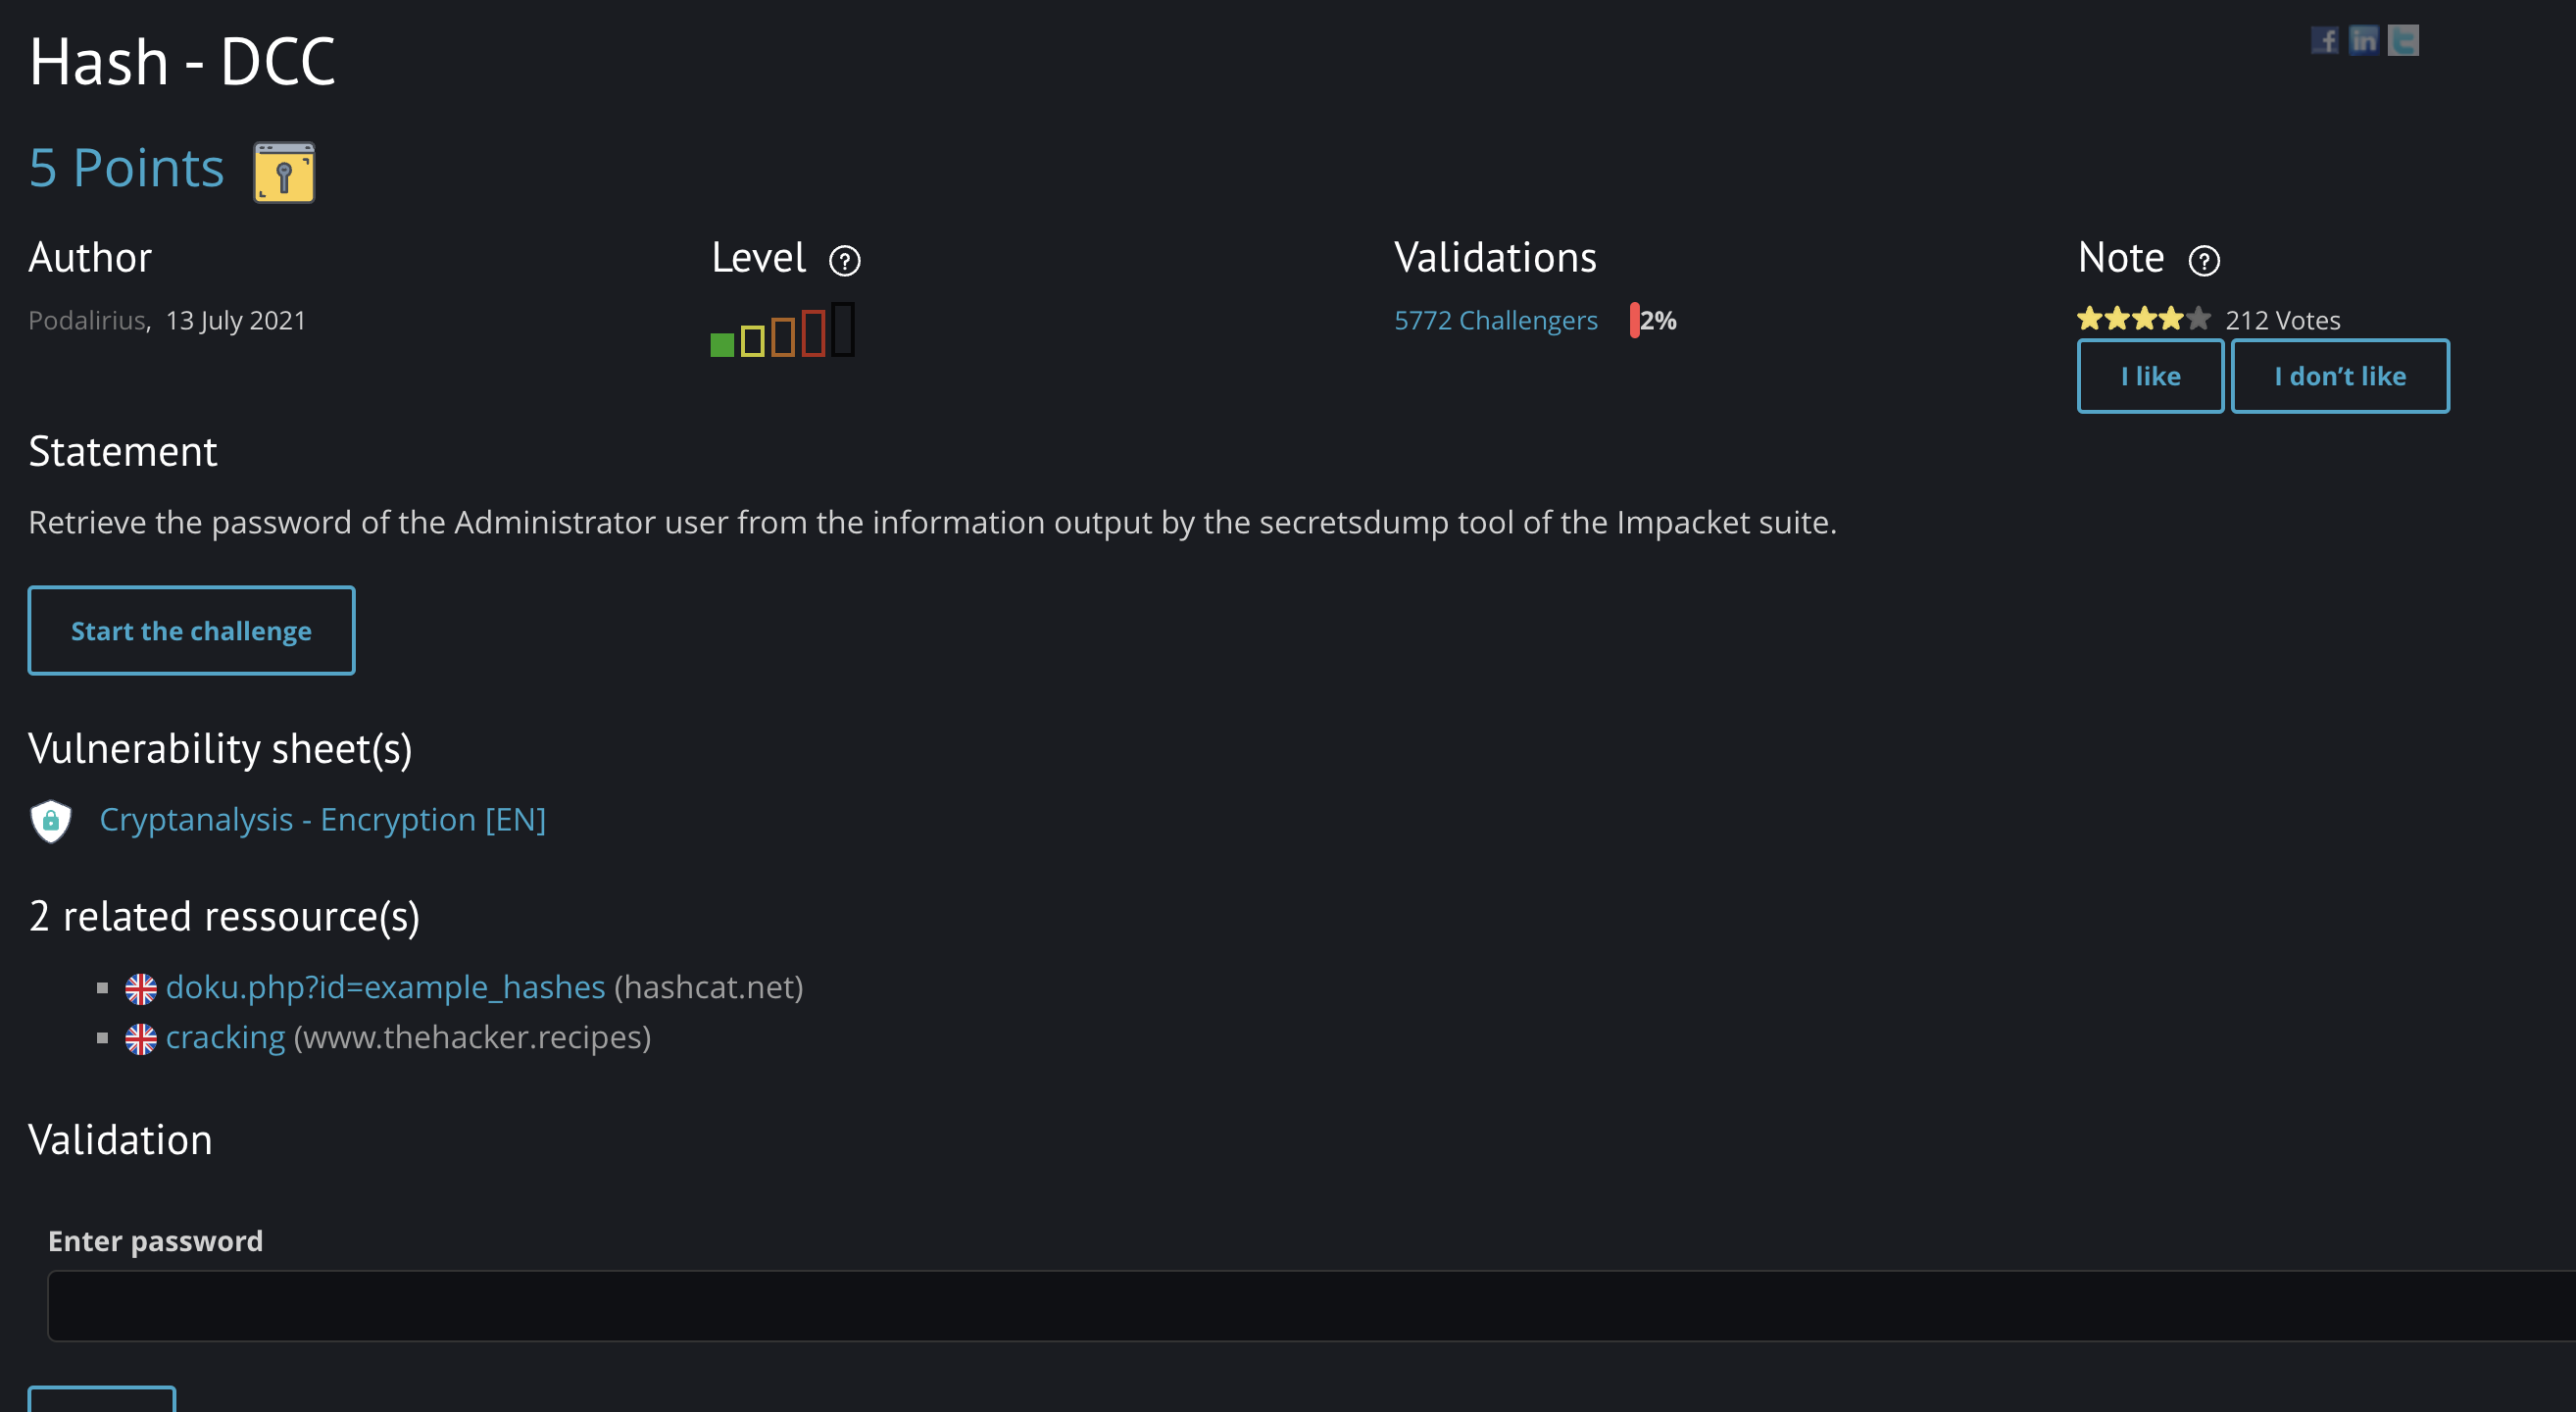 Hash - DCC
5 Points
Author
Level ?
Validations
Note ?
Podalirius, 13 July 2021
5772 Challengers 2%
212 Votes
I like
I don’t like
Statement
Retrieve the password of the Administrator user from the information output by the secretsdump tool of the Impacket suite.
Start the challenge
Vulnerability sheet(s)
Cryptanalysis - Encryption [EN]
2 related ressource(s)
doku.php?id=example_hashes (hashcat.net)
cracking (www.thehacker.recipes)
Validation
Enter password